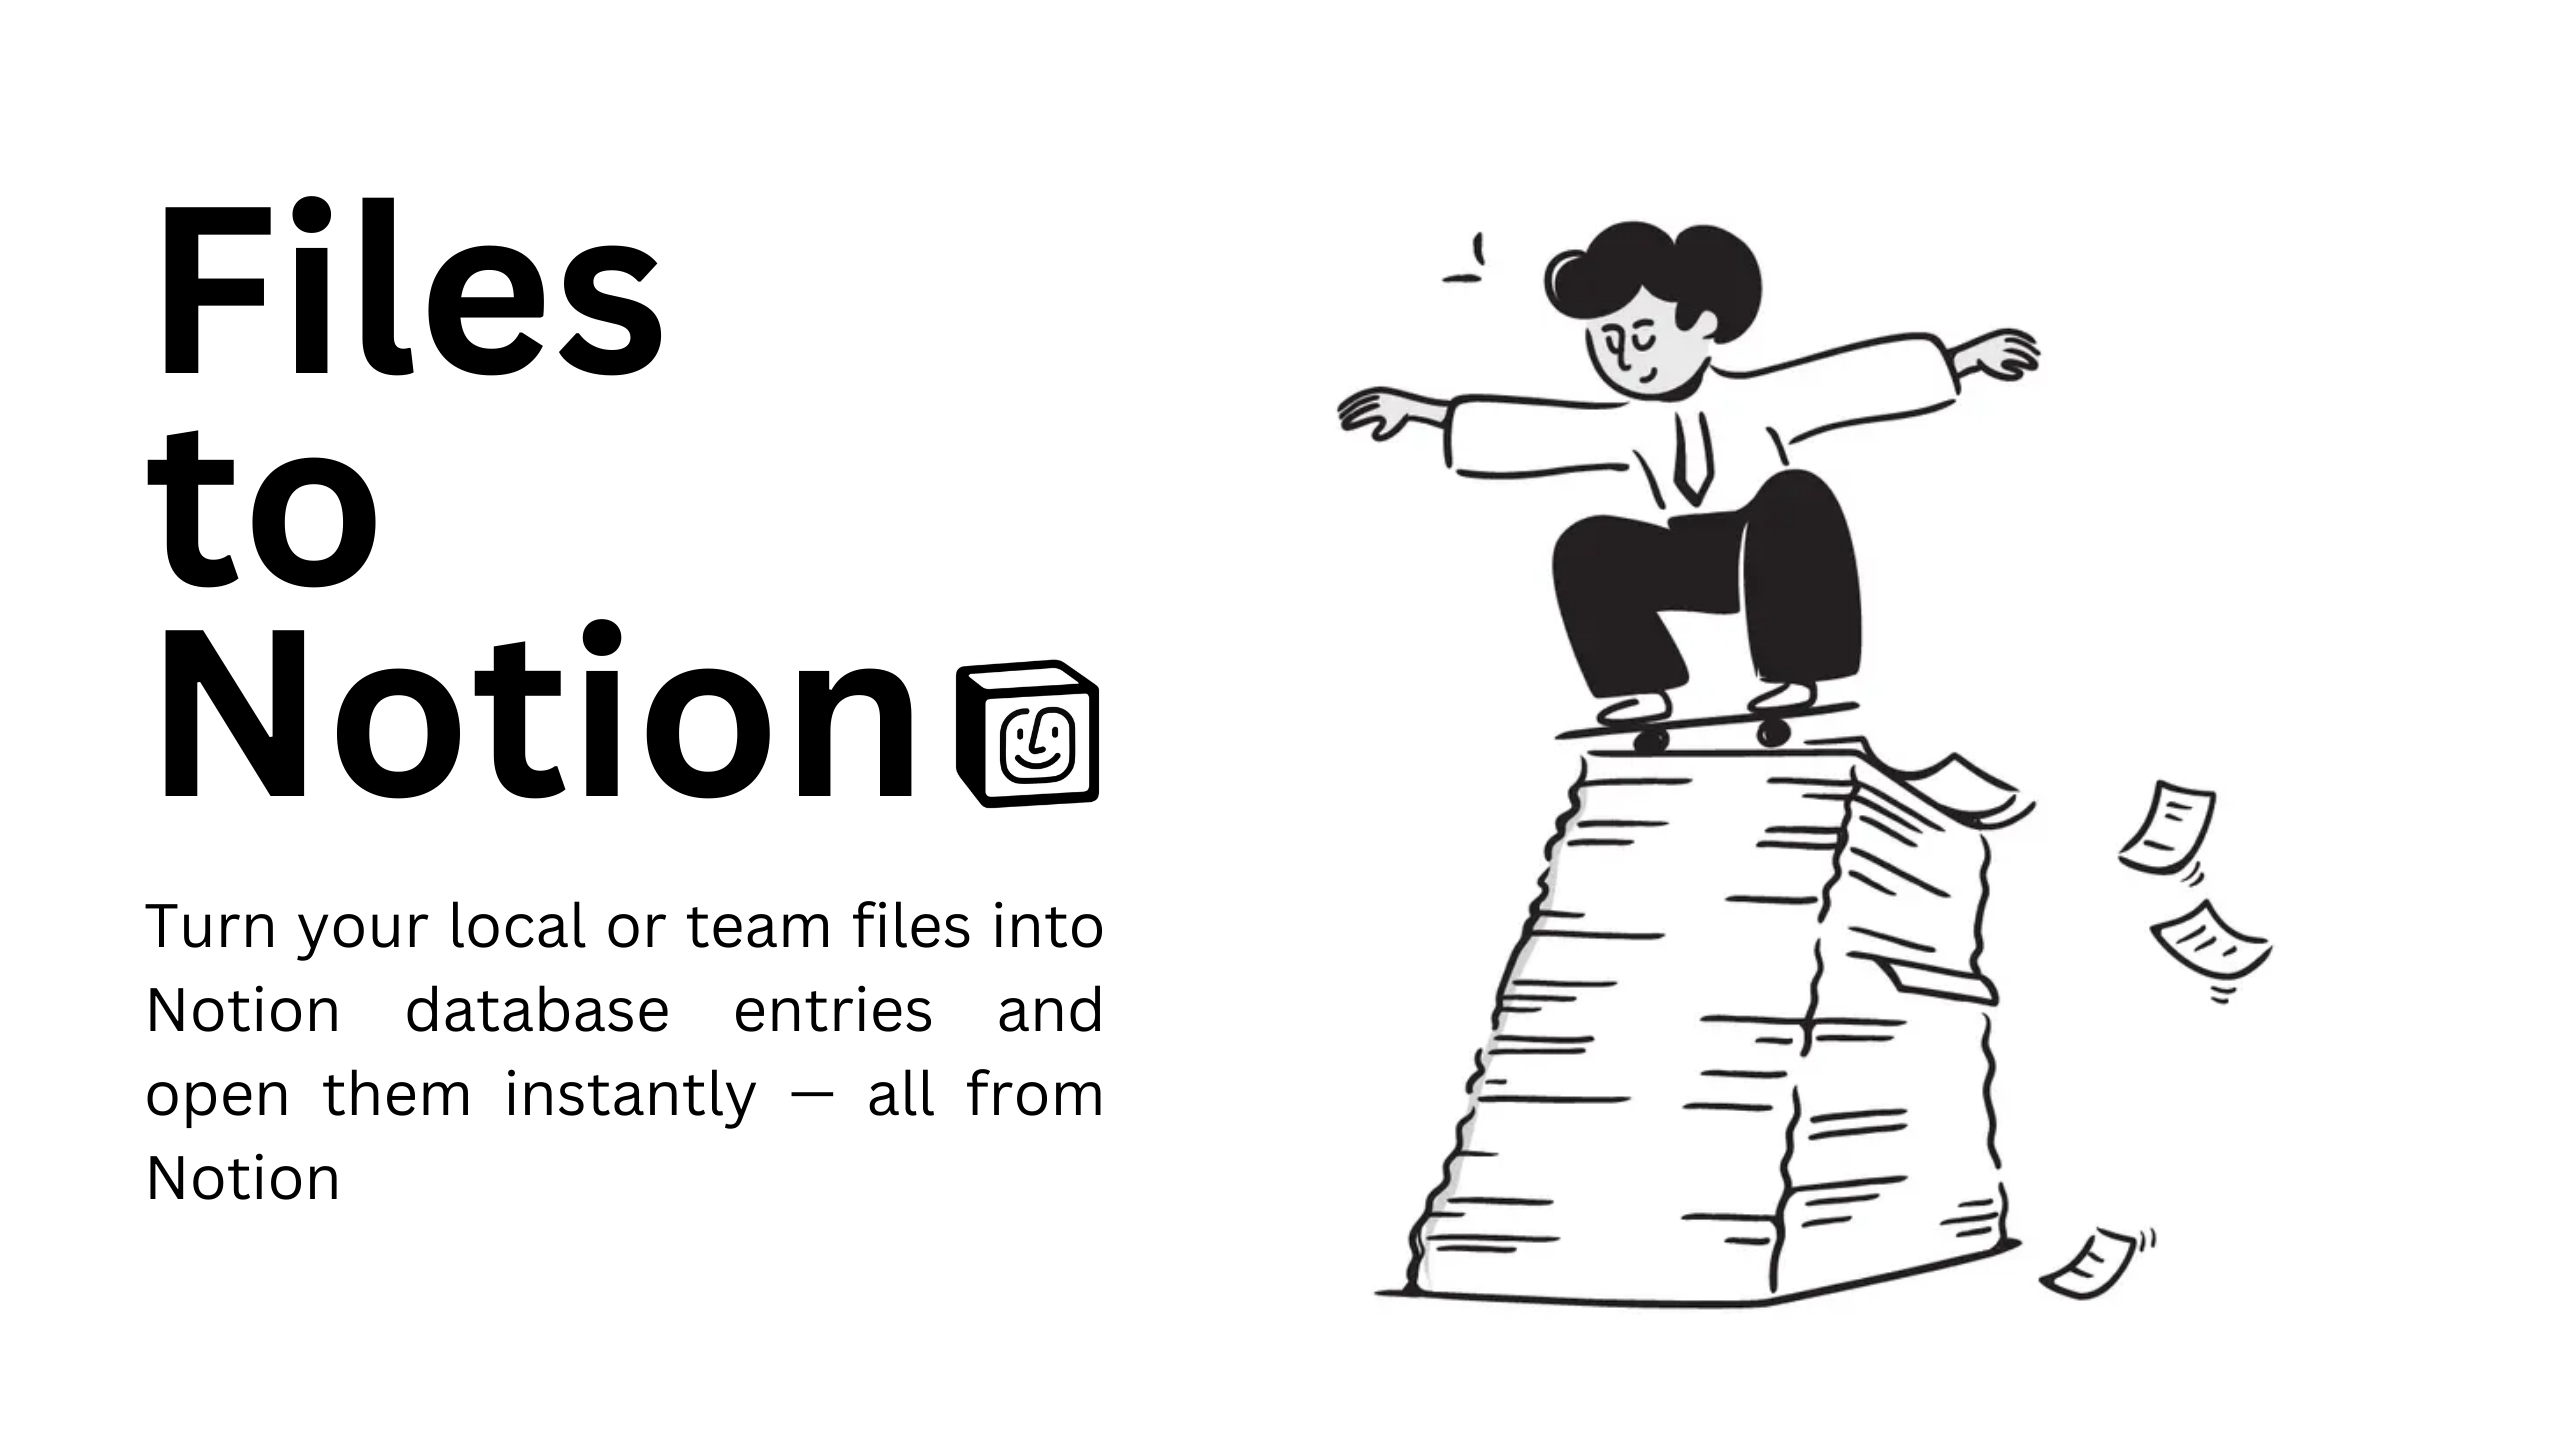 Files
to
Notion
Turn your local or team files into
Notion database entries and
open them instantly — all from
Notion